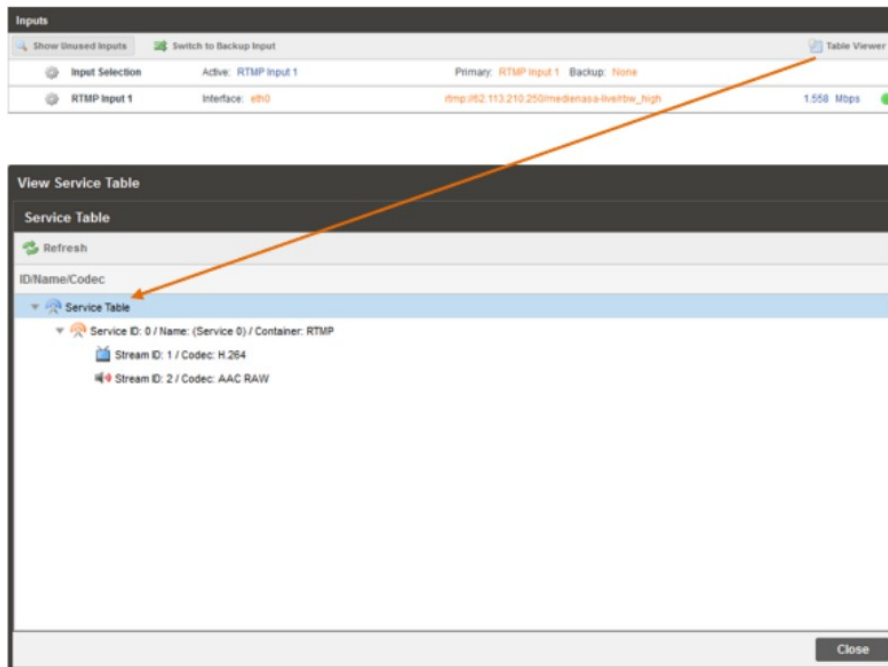 Inputs
Show Unused Inputs Switch to Backup Input Table Viewer
Input Selection Active: RTMP Input 1 Primary: RTMP Input 1 Backup: None
RTMP Input 1 Interface: eth0 rtmp://62.113.210.250/medienasa-live/rbw_high 1.558 Mbps
View Service Table
Service Table
Refresh
ID/Name/Codec
Service Table
Service ID: 0 / Name: (Service 0) / Container: RTMP
Stream ID: 1 / Codec: H.264
Stream ID: 2 / Codec: AAC RAW
Close